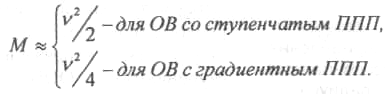 M ≈ { ν²/2 – для ОВ со ступенчатым ППП,
ν²/4 – для ОВ с градиентным ППП.